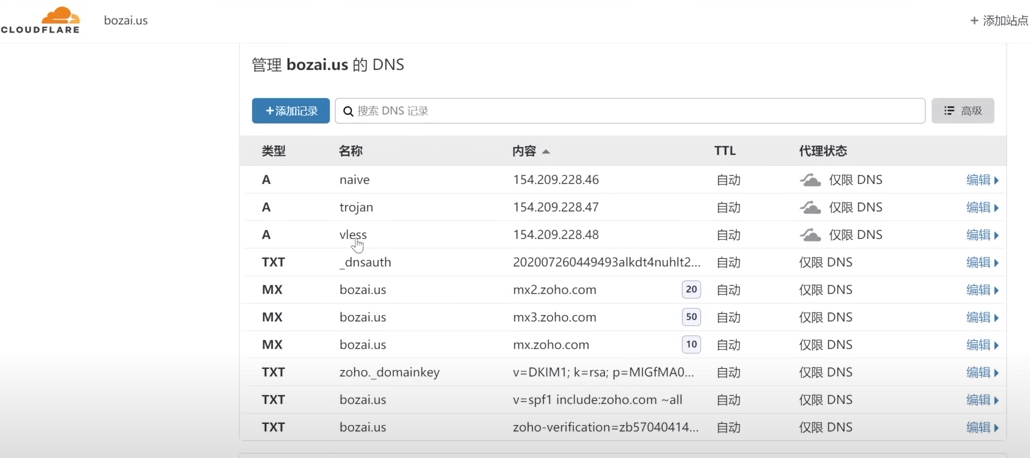 CLOUDFLARE bozai.us + 添加站点
管理 bozai.us 的 DNS
+添加记录 搜索 DNS 记录 高级
类型 名称 内容 TTL 代理状态
A naive 154.209.228.46 自动 仅限 DNS 编辑
A trojan 154.209.228.47 自动 仅限 DNS 编辑
A vless 154.209.228.48 自动 仅限 DNS 编辑
TXT _dnsauth 202007260449493alkdt4nuhlt2... 自动 仅限 DNS 编辑
MX bozai.us mx2.zoho.com 20 自动 仅限 DNS 编辑
MX bozai.us mx3.zoho.com 50 自动 仅限 DNS 编辑
MX bozai.us mx.zoho.com 10 自动 仅限 DNS 编辑
TXT zoho._domainkey v=DKIM1; k=rsa; p=MIGfMA0... 自动 仅限 DNS 编辑
TXT bozai.us v=spf1 include:zoho.com ~all 自动 仅限 DNS 编辑
TXT bozai.us zoho-verification=zb57040414... 自动 仅限 DNS 编辑